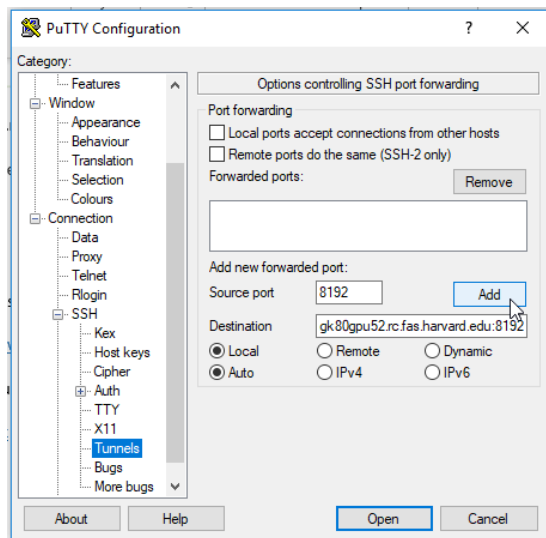 PuTTY Configuration
?
Category:
Features
Window
Appearance
Behaviour
Translation
Selection
Colours
Connection
Data
Proxy
Telnet
Rlogin
SSH
Kex
Host keys
Cipher
Auth
TTY
X11
Tunnels
Bugs
More bugs
Options controlling SSH port forwarding
Port forwarding
Local ports accept connections from other hosts
Remote ports do the same (SSH-2 only)
Forwarded ports:
Remove
Add new forwarded port:
Source port 8192 Add
Destination gk80gpu52.rc.fas.harvard.edu:8192
Local Remote Dynamic
Auto IPv4 IPv6
About Help Open Cancel